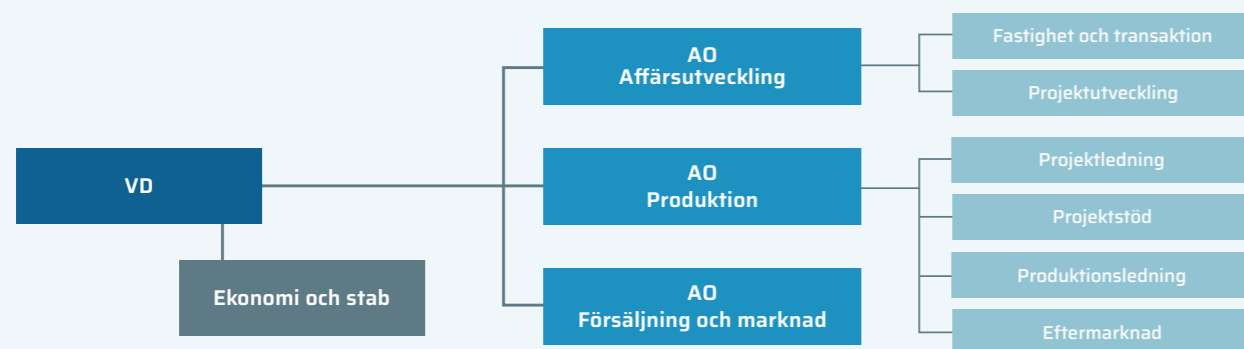 VD
Ekonomi och stab
AO
Affärsutveckling
AO
Produktion
AO
Försäljning och marknad
Fastighet och transaktion
Projektutveckling
Projektledning
Projektstöd
Produktionsledning
Eftermarknad